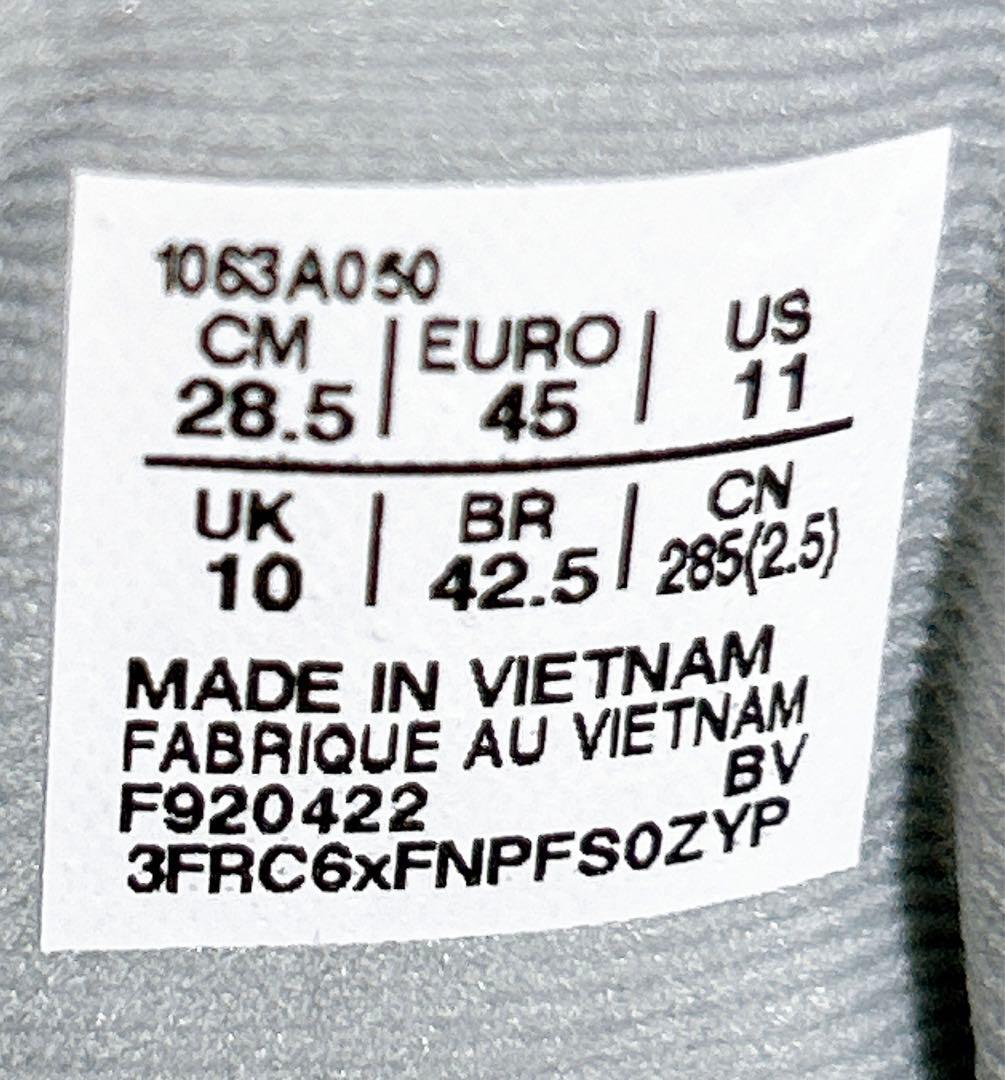 1063A050
CM | EURO | US
28.5 | 45 | 11
UK | BR | CN
10 | 42.5 | 285(2.5)
MADE IN VIETNAM
FABRIQUE AU VIETNAM
BV
F920422
3FRC6xFNPFS0ZYP